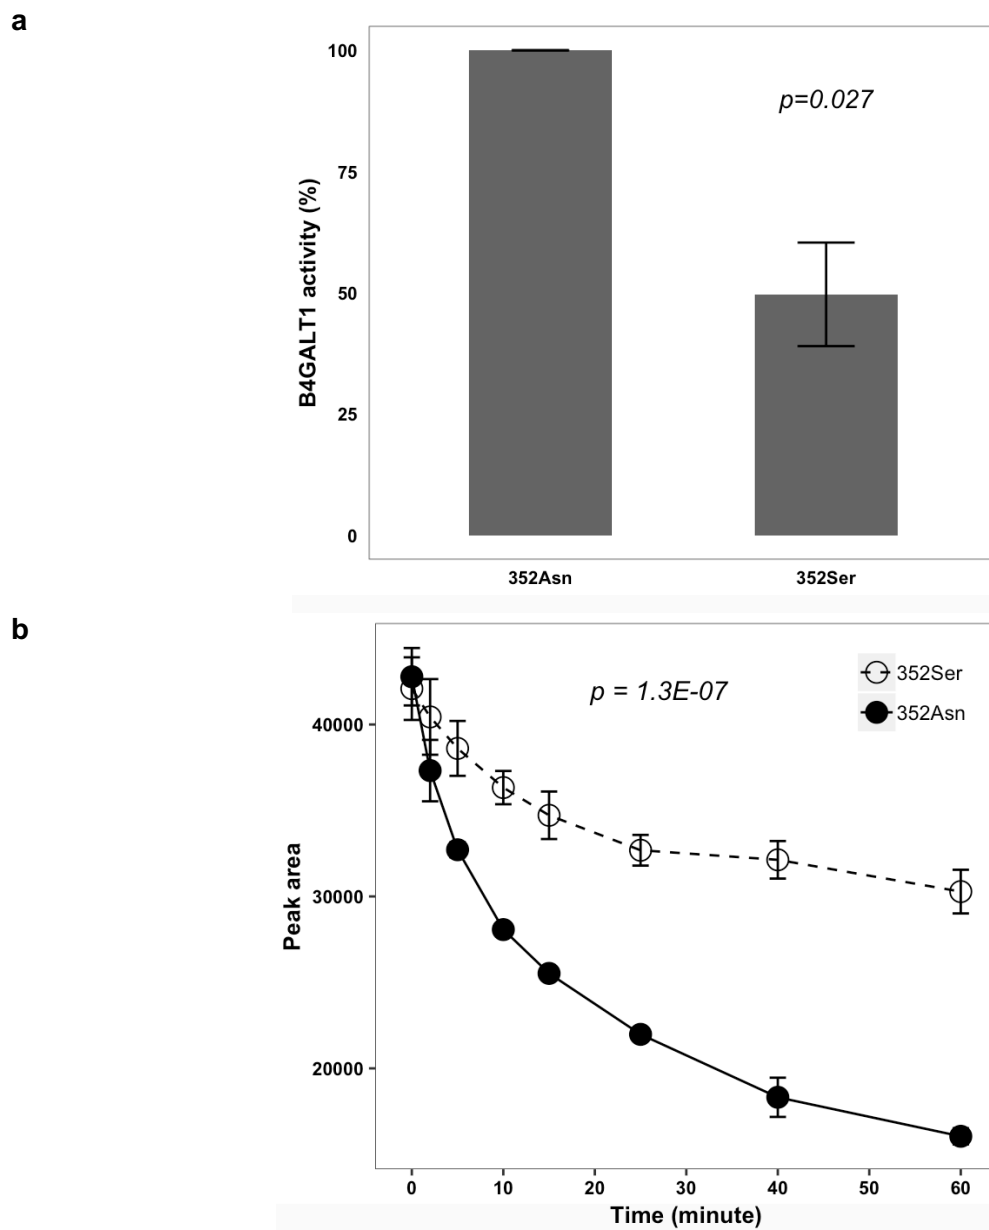 a
100
75
50
25
0
B4GALT1 activity (%)
p=0.027
352Asn
352Ser
b
40000
30000
20000
Peak area
p = 1.3E-07
352Ser
352Asn
0
10
20
30
40
50
60
Time (minute)